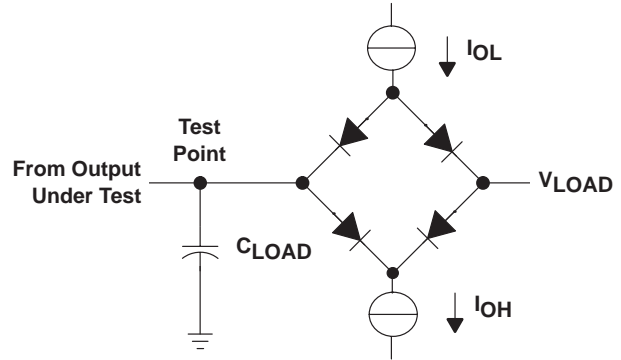 IOL
Test
Point
From Output
Under Test
VLOAD
CLOAD
IOH